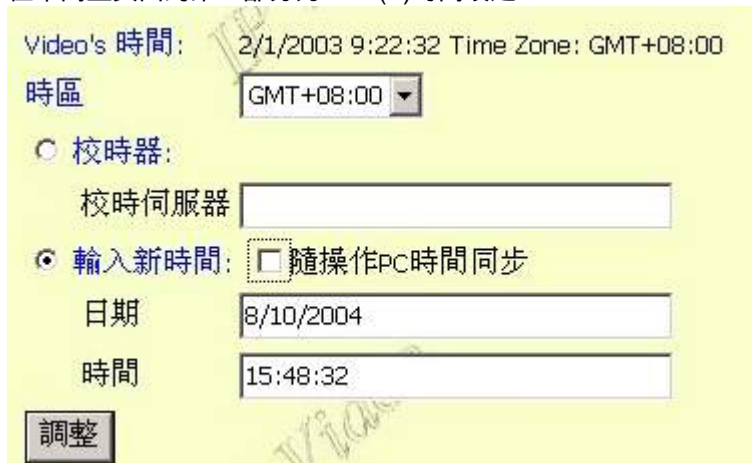 Video's 時間: 2/1/2003 9:22:32 Time Zone: GMT+08:00
時區 GMT+08:00
校時器:
校時伺服器
輸入新時間: 隨操作PC時間同步
日期 8/10/2004
時間 15:48:32
調整
IP
Video